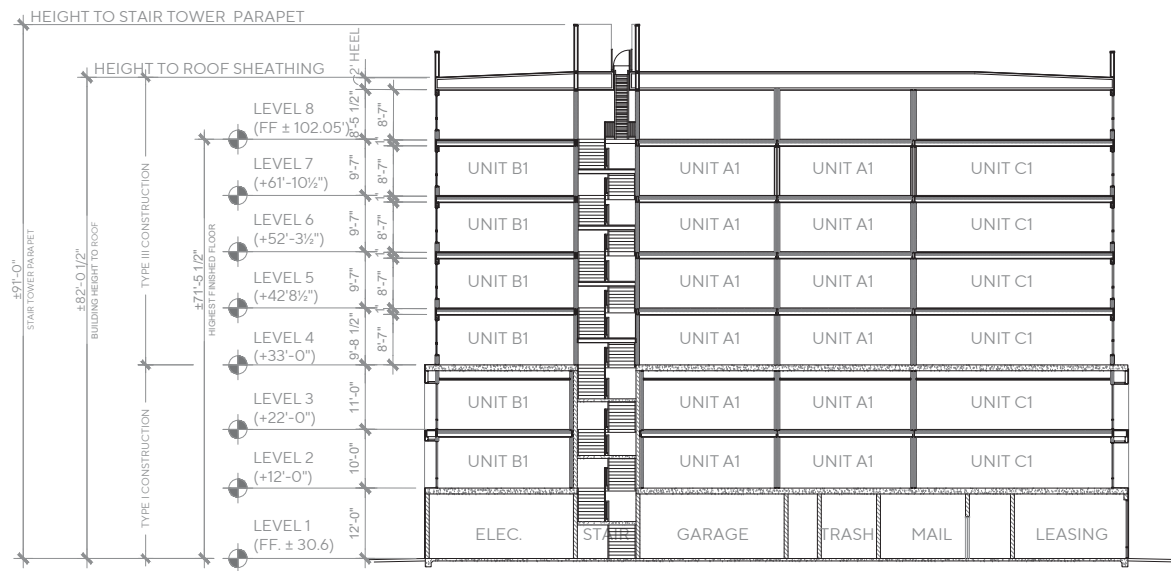 HEIGHT TO STAIR TOWER PARAPET
HEIGHT TO ROOF SHEATHING
2' HEEL
LEVEL 8
(FF ± 102.05')
8'-5 1/2"
8'-7"
1'
LEVEL 7
(+61'-10½")
9'-7"
8'-7"
1'
LEVEL 6
(+52'-3½")
9'-7"
8'-7"
1'
LEVEL 5
(+42'8½")
9'-7"
8'-7"
1'
LEVEL 4
(+33'-0")
9'-8 1/2"
8'-7"
LEVEL 3
(+22'-0")
11'-0"
LEVEL 2
(+12'-0")
10'-0"
LEVEL 1
(FF. ± 30.6)
12'-0"
±91'-0"
STAIR TOWER PARAPET
±82'-0 1/2"
BUILDING HEIGHT TO ROOF
TYPE III CONSTRUCTION
TYPE I CONSTRUCTION
±71'-5 1/2"
HIGHEST FINISHED FLOOR
UNIT B1 UNIT A1 UNIT A1 UNIT C1
UNIT B1 UNIT A1 UNIT A1 UNIT C1
UNIT B1 UNIT A1 UNIT A1 UNIT C1
UNIT B1 UNIT A1 UNIT A1 UNIT C1
UNIT B1 UNIT A1 UNIT A1 UNIT C1
UNIT B1 UNIT A1 UNIT A1 UNIT C1
ELEC. STAIR GARAGE TRASH MAIL LEASING